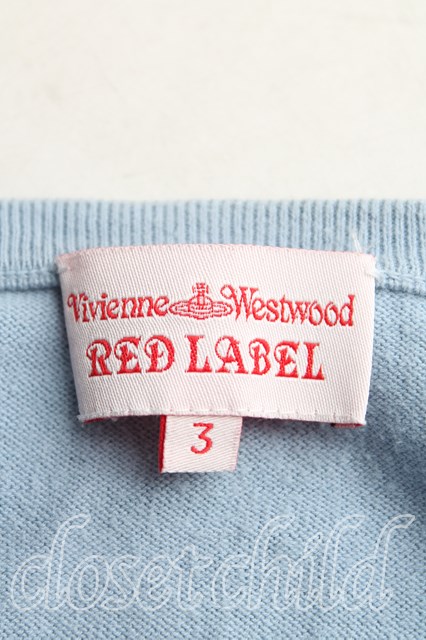 Vivienne Westwood
RED LABEL
3
closetchild